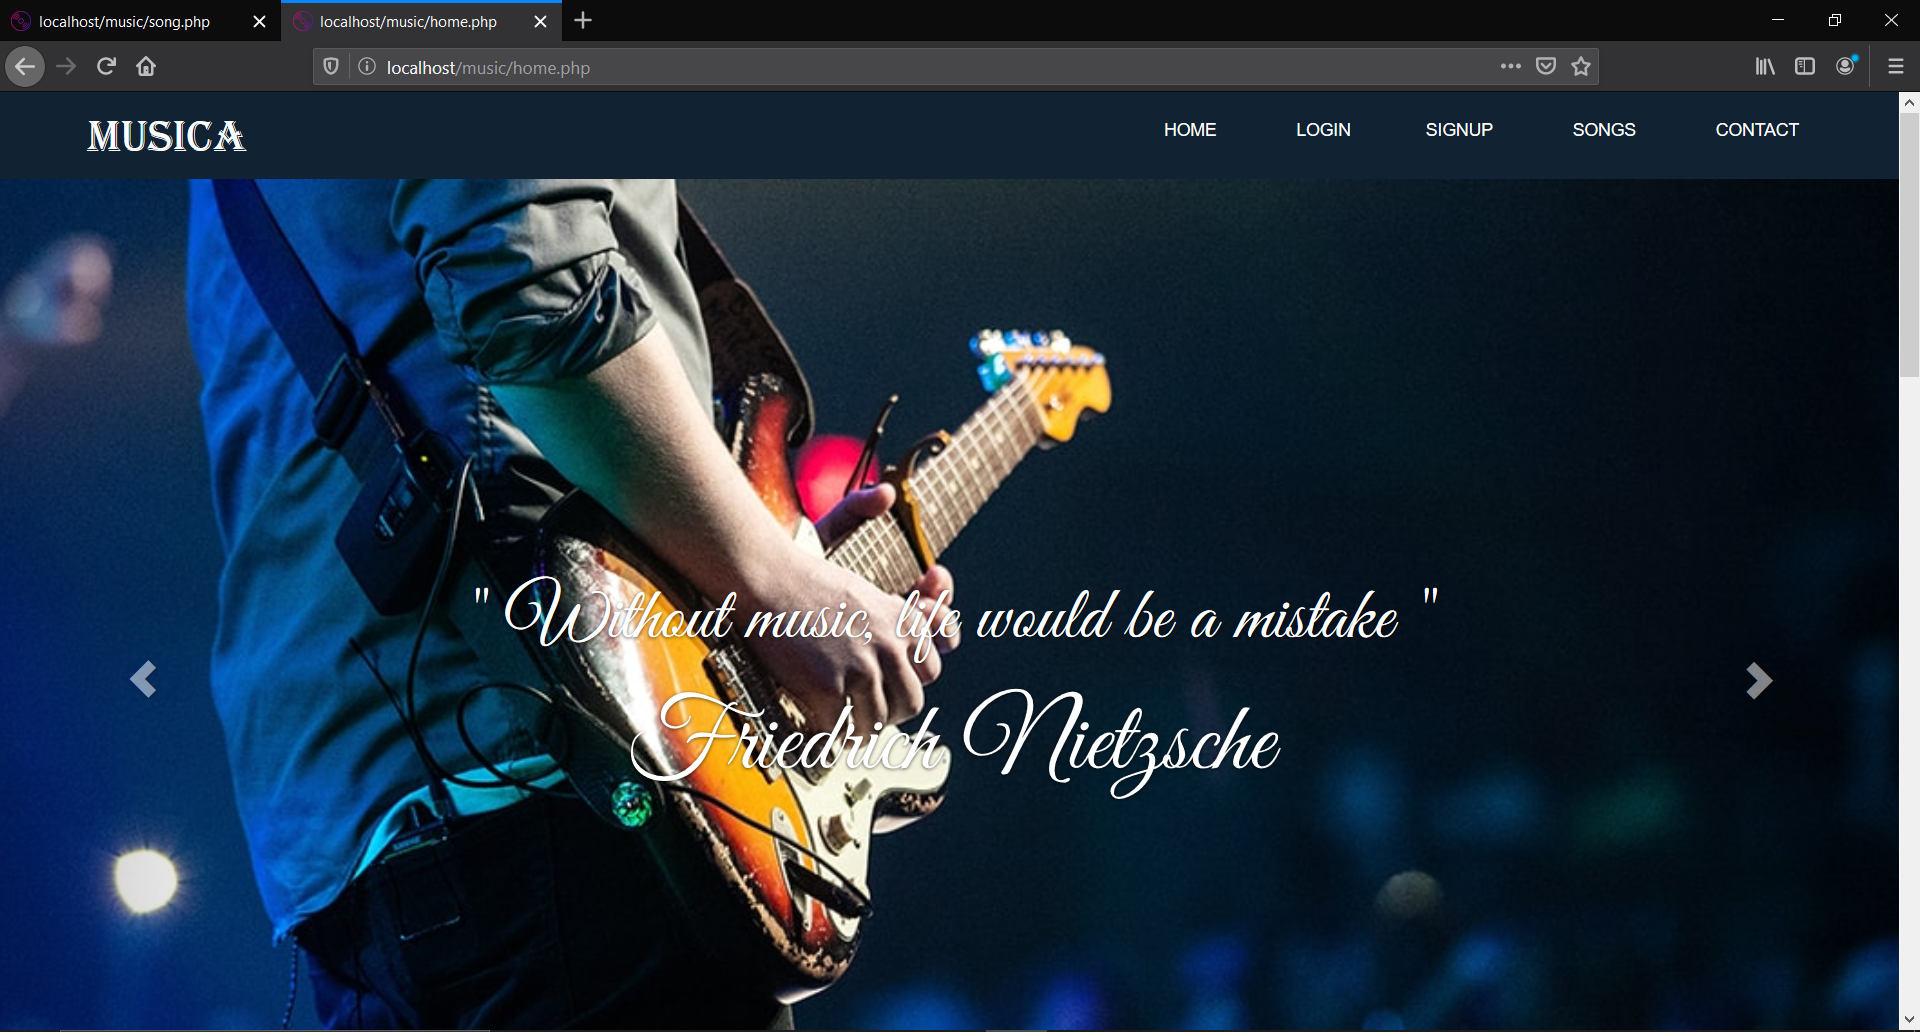 localhost/music/song.php
localhost/music/home.php
localhost/music/home.php
MUSICA
HOME LOGIN SIGNUP SONGS CONTACT
" Without music, life would be a mistake "
Friedrich Nietzsche